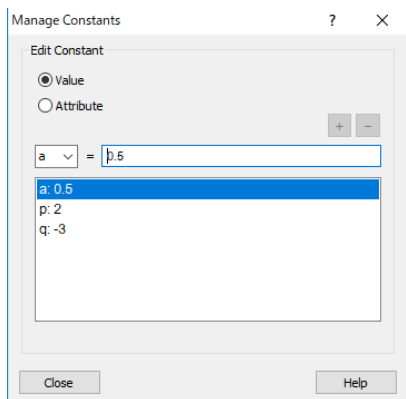 Manage Constants ? ×
Edit Constant
Value
Attribute
+ −
a = 0.5
a: 0.5
p: 2
q: -3
Close Help